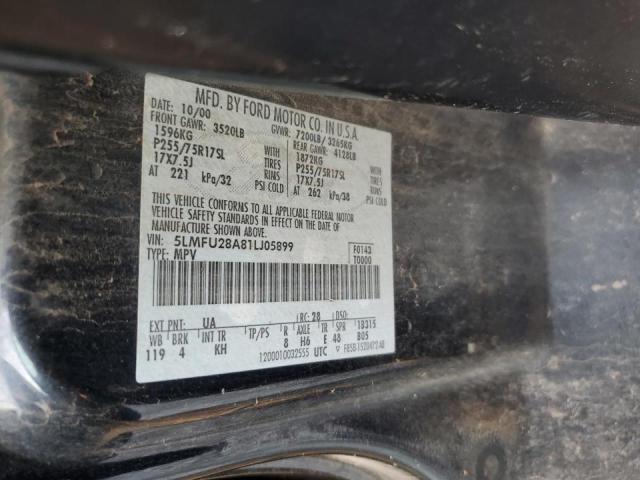 MFD. BY FORD MOTOR CO. IN U.S.A.
DATE: 10/00 GVWR: 7200LB/ 3265KG
FRONT GAWR: 3520LB REAR GAWR: 4128LB
1596KG 1872KG
P255/75R17SL TIRES P255/75R17SL TIRES
17X7.5J RIMS 17X7.5J RIMS
AT 221 kPa/32 PSI COLD AT 262 kPa/38 PSI COLD
THIS VEHICLE CONFORMS TO ALL APPLICABLE FEDERAL MOTOR
VEHICLE SAFETY STANDARDS IN EFFECT ON THE DATE OF
MANUFACTURE SHOWN ABOVE.
VIN: 5LMFU28A81LJ05899 F0143
TYPE: MPV T0000
EXT PNT: UA RC: 28 DSO:
WB BRK INT TR TP/PS R AXLE TR SPR 18315
119 4 KH 8 H6 E 48 B05
1200010032555 UTC